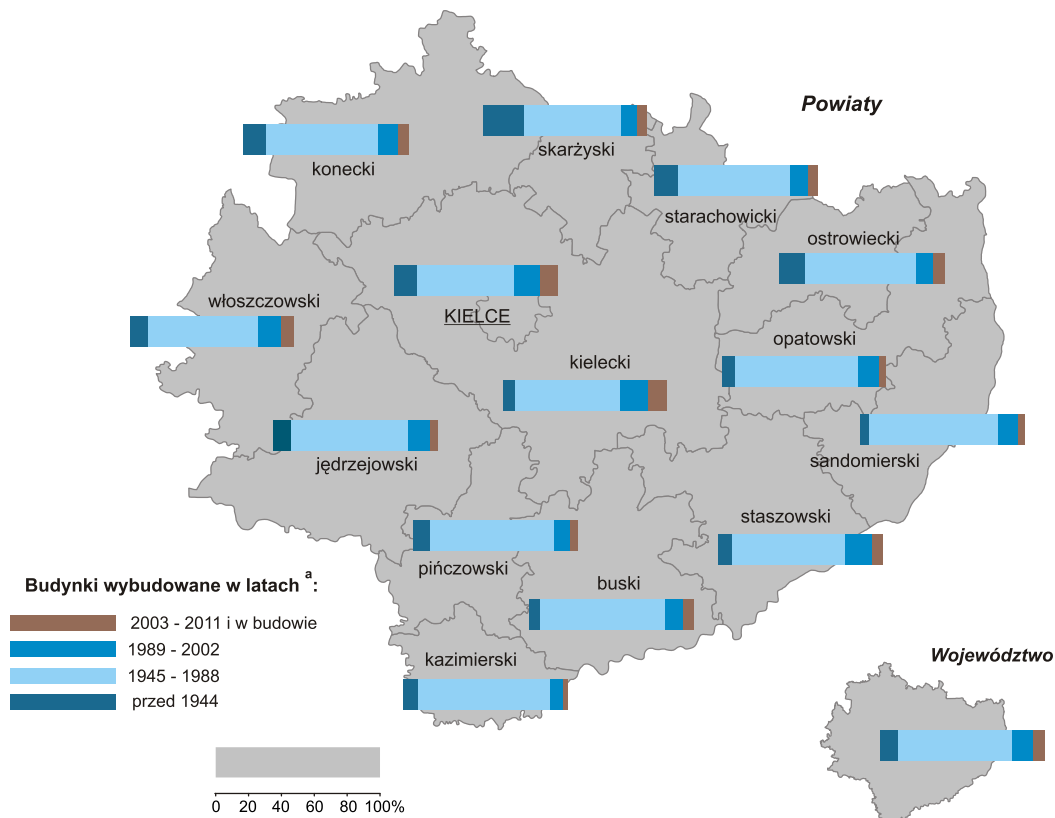 Powiaty
skarżyski
konecki
starachowicki
ostrowiecki
włoszczowski
KIELCE
opatowski
kielecki
sandomierski
jędrzejowski
staszowski
pińczowski
buski
kazimierski
Budynki wybudowane w latach a:
2003 - 2011 i w budowie
1989 - 2002
1945 - 1988
przed 1944
0 20 40 60 80 100%
Województwo